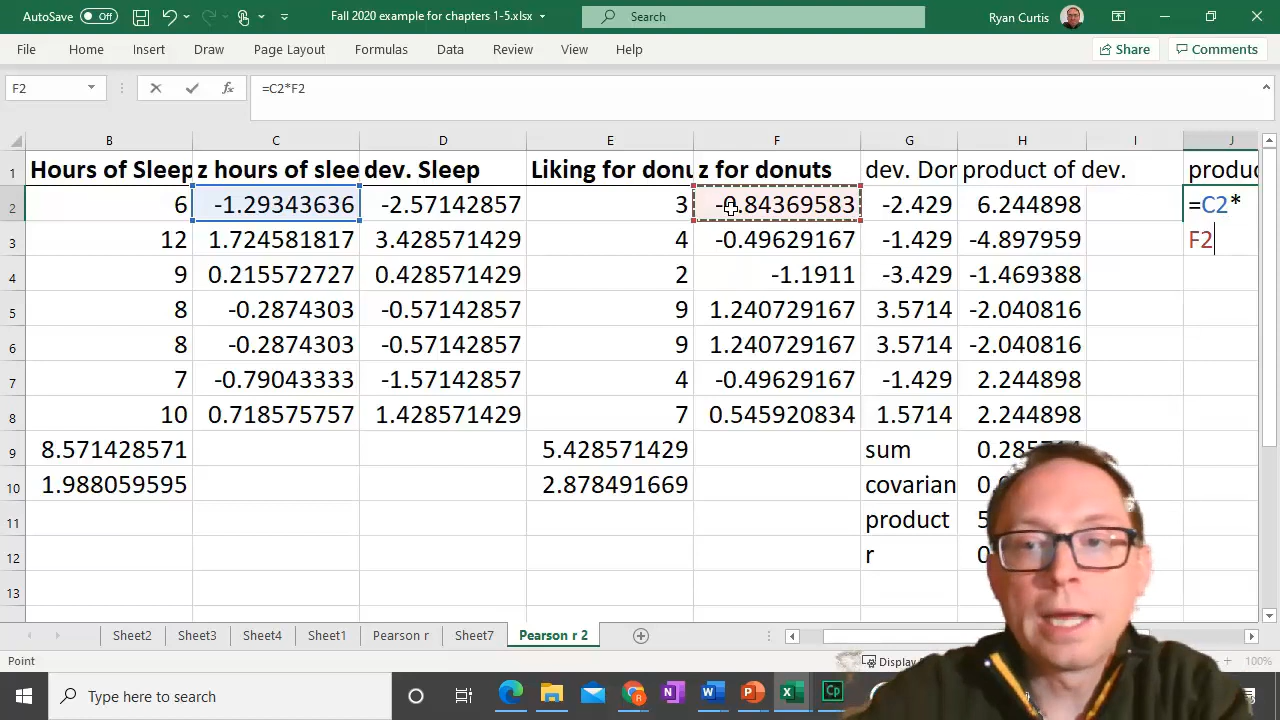 AutoSave Off Fall 2020 example for chapters 1-5.xlsx Search Ryan Curtis
File Home Insert Draw Page Layout Formulas Data Review View Help Share Comments
F2 fx =C2*F2
B C D E F G H I J
1 Hours of Sleep z hours of slee dev. Sleep Liking for donu z for donuts dev. Don product of dev. produc
2 6 -1.29343636 -2.57142857 3 -0.84369583 -2.429 6.244898 =C2*
F2
3 12 1.724581817 3.428571429 4 -0.49629167 -1.429 -4.897959
4 9 0.215572727 0.428571429 2 -1.1911 -3.429 -1.469388
5 8 -0.2874303 -0.57142857 9 1.240729167 3.5714 -2.040816
6 8 -0.2874303 -0.57142857 9 1.240729167 3.5714 -2.040816
7 7 -0.79043333 -1.57142857 4 -0.49629167 -1.429 2.244898
8 10 0.718575757 1.428571429 7 0.545920834 1.5714 2.244898
9 8.571428571 5.428571429 sum
10 1.988059595 2.878491669 covarian
11 product
12 r
13
Sheet2 Sheet3 Sheet4 Sheet1 Pearson r Sheet7 Pearson r 2
Point Display 100%
Type here to search